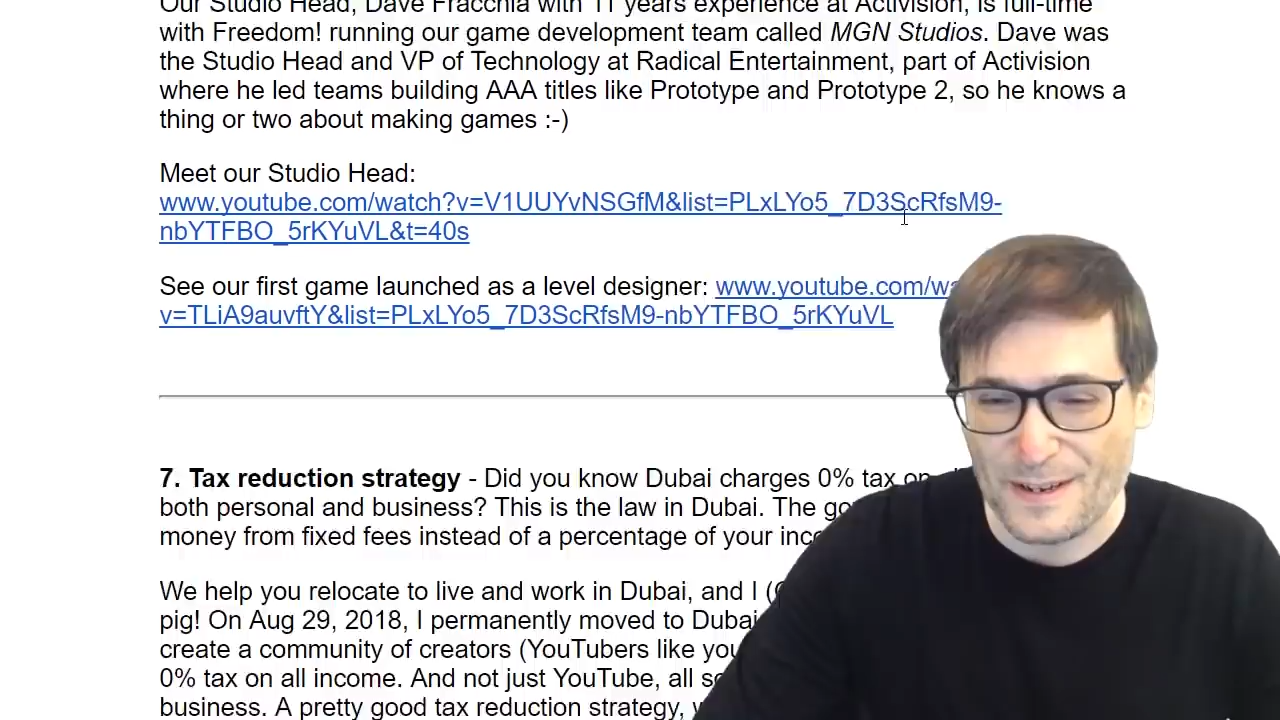 Our Studio Head, Dave Fracchia with 11 years experience at Activision, is full-time
with Freedom! running our game development team called MGN Studios. Dave was
the Studio Head and VP of Technology at Radical Entertainment, part of Activision
where he led teams building AAA titles like Prototype and Prototype 2, so he knows a
thing or two about making games :-)
Meet our Studio Head:
www.youtube.com/watch?v=V1UUYvNSGfM&list=PLxLYo5_7D3ScRfsM9-
nbYTFBO_5rKYuVL&t=40s
See our first game launched as a level designer: www.youtube.com/wa
v=TLiA9auvftY&list=PLxLYo5_7D3ScRfsM9-nbYTFBO_5rKYuVL
7. Tax reduction strategy - Did you know Dubai charges 0% tax on
both personal and business? This is the law in Dubai. The
money from fixed fees instead of a percentage of your
We help you relocate to live and work in Dubai, and I
pig! On Aug 29, 2018, I permanently moved to Dubai
create a community of creators (YouTubers like you
0% tax on all income. And not just YouTube, all
business. A pretty good tax reduction strategy,